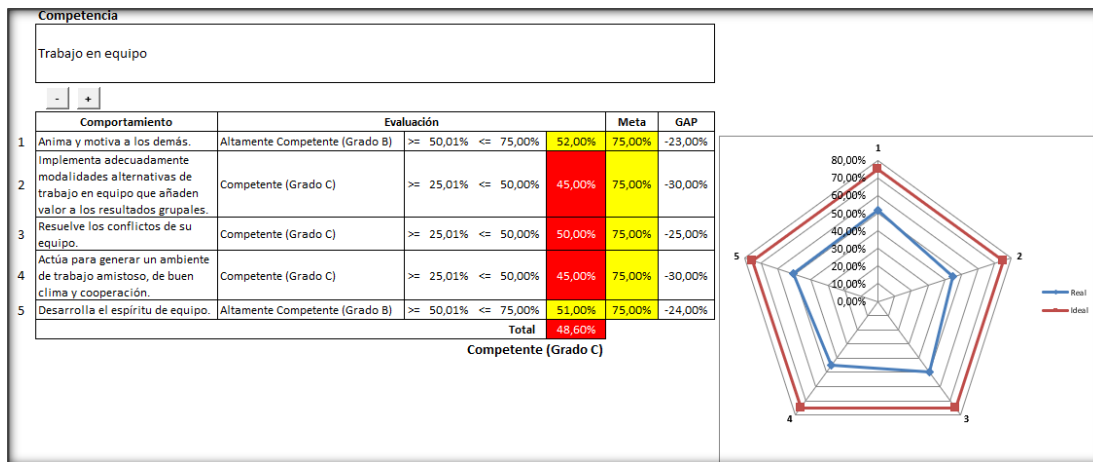 Competencia
Trabajo en equipo
- +
Comportamiento Evaluación Meta GAP
1 Anima y motiva a los demás. Altamente Competente (Grado B) >= 50,01% <= 75,00% 52,00% 75,00% -23,00%
Implementa adecuadamente
modalidades alternativas de
2 trabajo en equipo que añaden Competente (Grado C) >= 25,01% <= 50,00% 45,00% 75,00% -30,00%
valor a los resultados grupales.
3 Resuelve los conflictos de su Competente (Grado C) >= 25,01% <= 50,00% 50,00% 75,00% -25,00%
equipo.
Actúa para generar un ambiente
4 de trabajo amistoso, de buen Competente (Grado C) >= 25,01% <= 50,00% 45,00% 75,00% -30,00%
clima y cooperación.
5 Desarrolla el espíritu de equipo. Altamente Competente (Grado B) >= 50,01% <= 75,00% 51,00% 75,00% -24,00%
Total 48,60%
Competente (Grado C)
1
80,00%
70,00%
60,00%
50,00%
40,00%
30,00%
20,00%
10,00%
0,00%
5 2
4 3
Real
Ideal